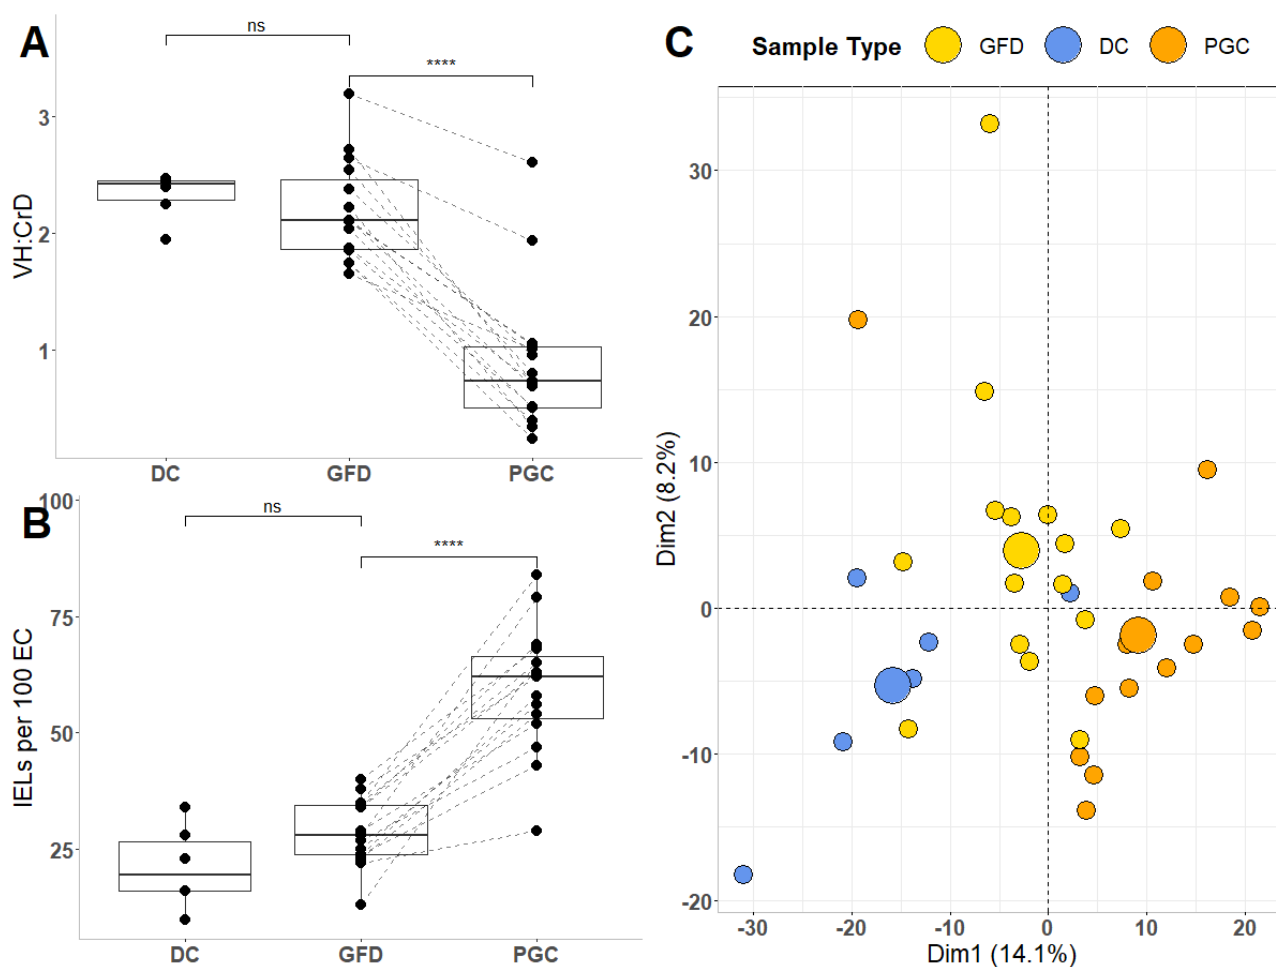 A
ns
****
3
2
1
VH:CrD
DC GFD PGC
B
ns
****
100
75
50
25
IELs per 100 EC
DC GFD PGC
C
Sample Type GFD DC PGC
30
20
10
0
-10
-20
Dim2 (8.2%)
-30 -20 -10 0 10 20
Dim1 (14.1%)